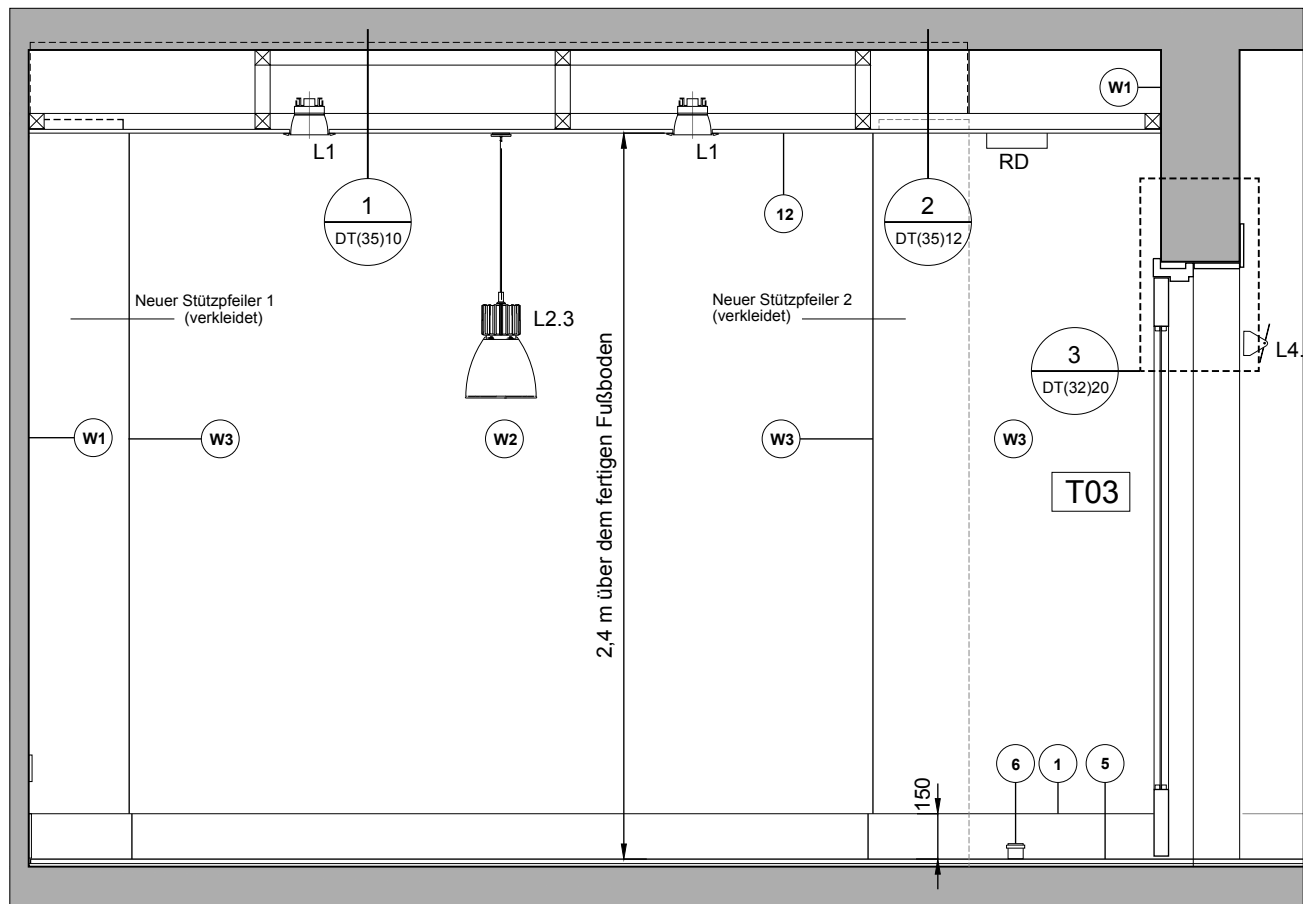 W1
L1
L1
RD
1
DT(35)10
12
2
DT(35)12
Neuer Stützpfeiler 1
(verkleidet)
L2.3
Neuer Stützpfeiler 2
(verkleidet)
3
DT(32)20
L4.
W1
W3
W2
W3
W3
2,4 m über dem fertigen Fußboden
T03
6
1
5
150